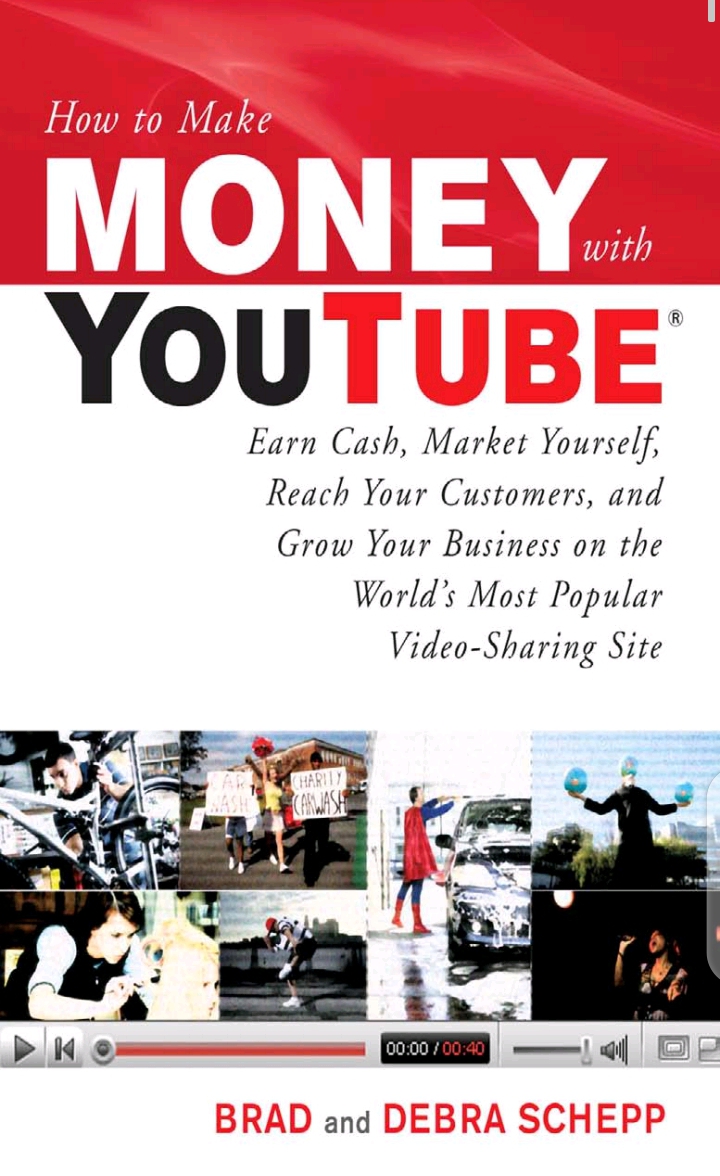 How to Make
MONEY with
YOUTUBE®
Earn Cash, Market Yourself,
Reach Your Customers, and
Grow Your Business on the
World's Most Popular
Video-Sharing Site
CAR WASH
CHARITY
CARWASH
00:00 / 00:40
BRAD and DEBRA SCHEPP